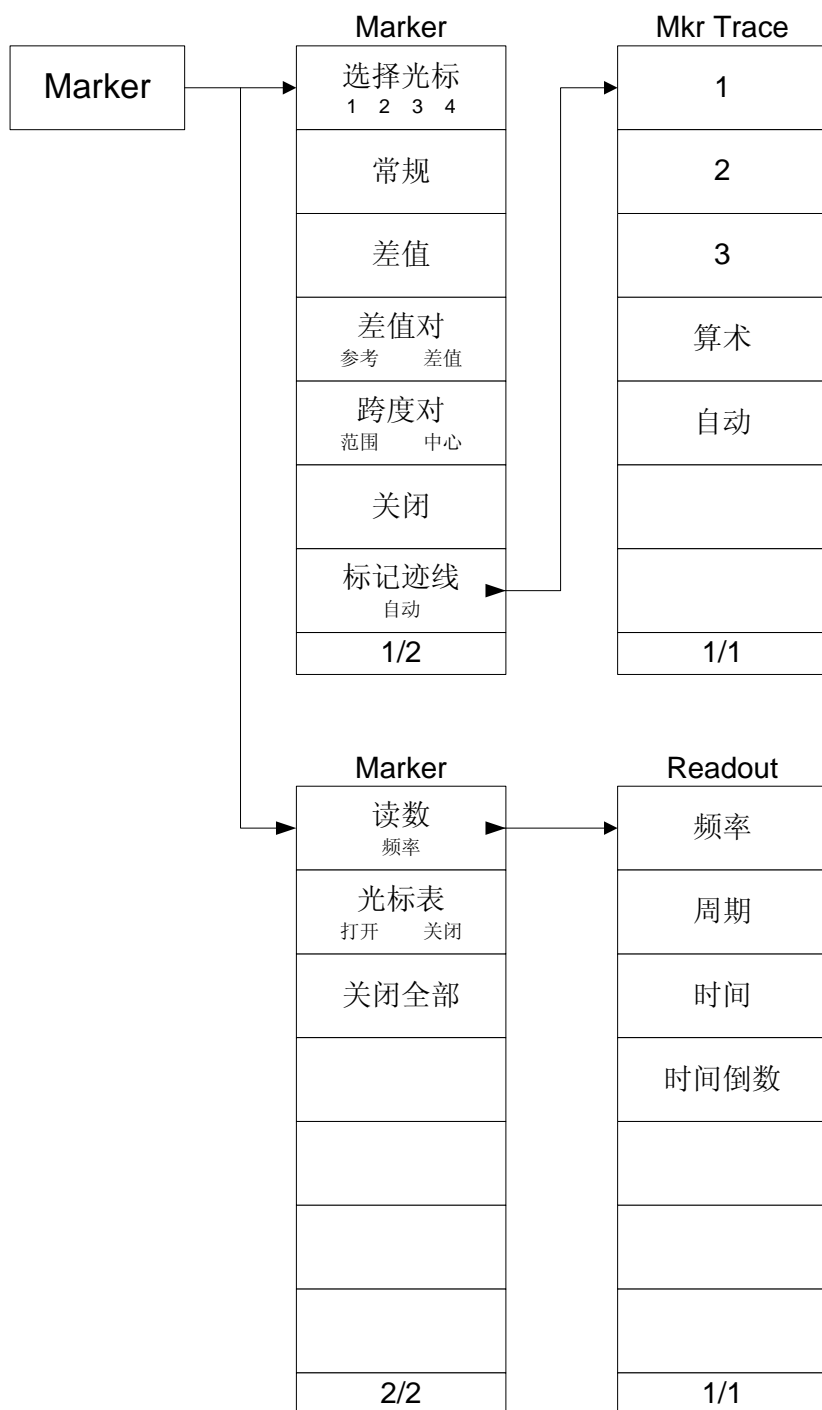 Marker
Marker
选择光标
1 2 3 4
常规
差值
差值对
参考 差值
跨度对
范围 中心
关闭
标记迹线
自动
1/2
Mkr Trace
1
2
3
算术
自动
1/1
Marker
读数
频率
光标表
打开 关闭
关闭全部
2/2
Readout
频率
周期
时间
时间倒数
1/1